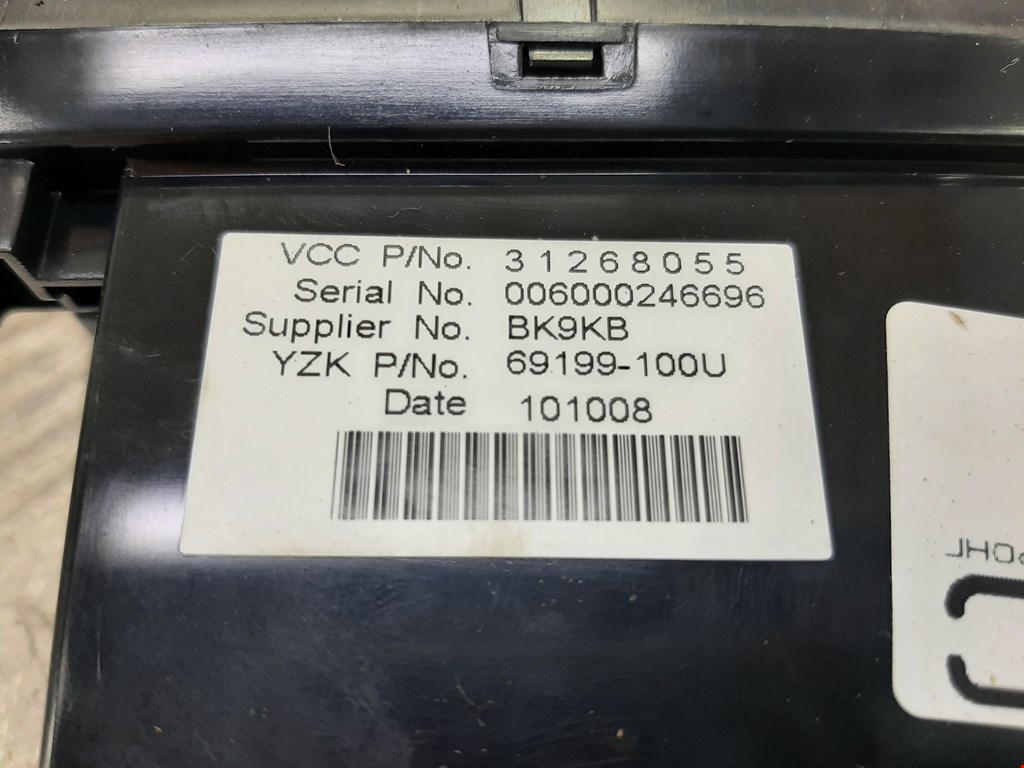 VCC P/No. 31268055
Serial No. 006000246696
Supplier No. BK9KB
YZK P/No. 69199-100U
Date 101008